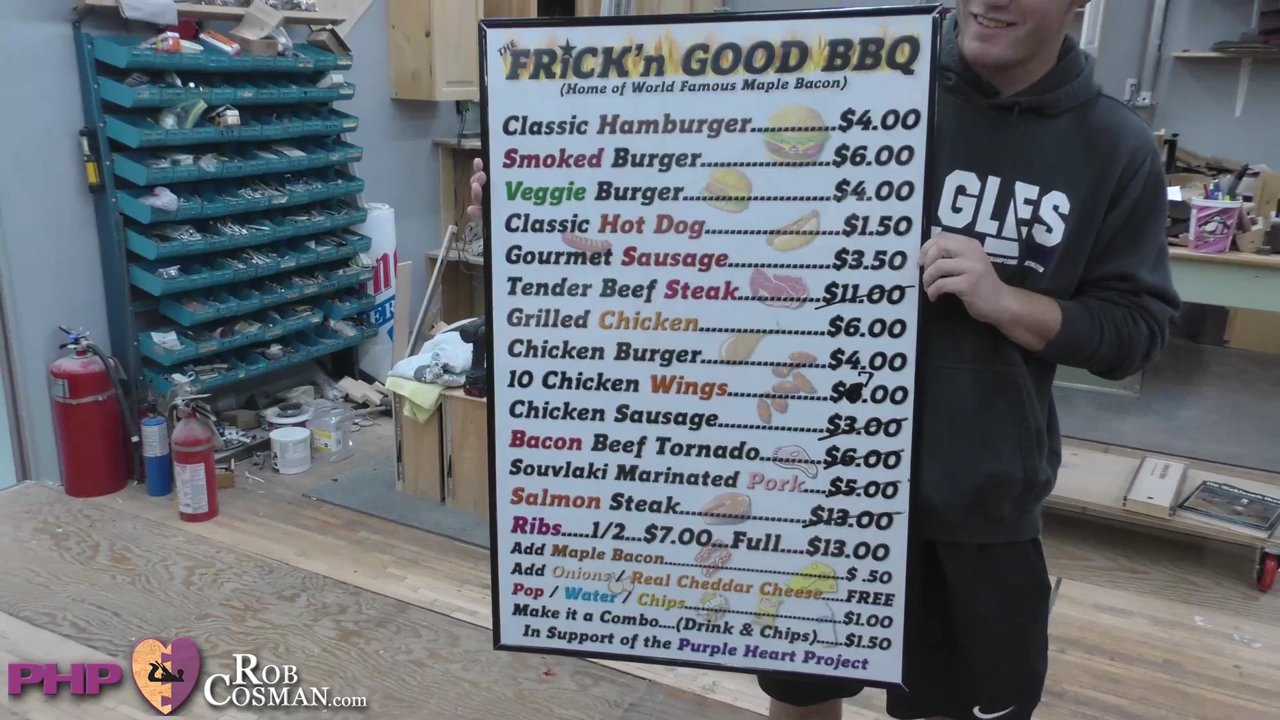 THE FRiCK'n GOOD BBQ
(Home of World Famous Maple Bacon)
Classic Hamburger...............$4.00
Smoked Burger.....................$6.00
Veggie Burger.......................$4.00
Classic Hot Dog....................$1.50
Gourmet Sausage.................$3.50
Tender Beef Steak..............$11.00
Grilled Chicken.....................$6.00
Chicken Burger.....................$4.00
10 Chicken Wings................$7.00
Chicken Sausage..................$3.00
Bacon Beef Tornado.............$6.00
Souvlaki Marinated Pork....$5.00
Salmon Steak......................$13.00
Ribs.....1/2....$7.00...Full....$13.00
Add Maple Bacon..............................$ .50
Add Onions / Real Cheddar Cheese....FREE
Pop / Water / Chips...........................$1.00
Make it a Combo....(Drink & Chips).....$1.50
In Support of the Purple Heart Project
GLES
PHP
ROB COSMAN.com